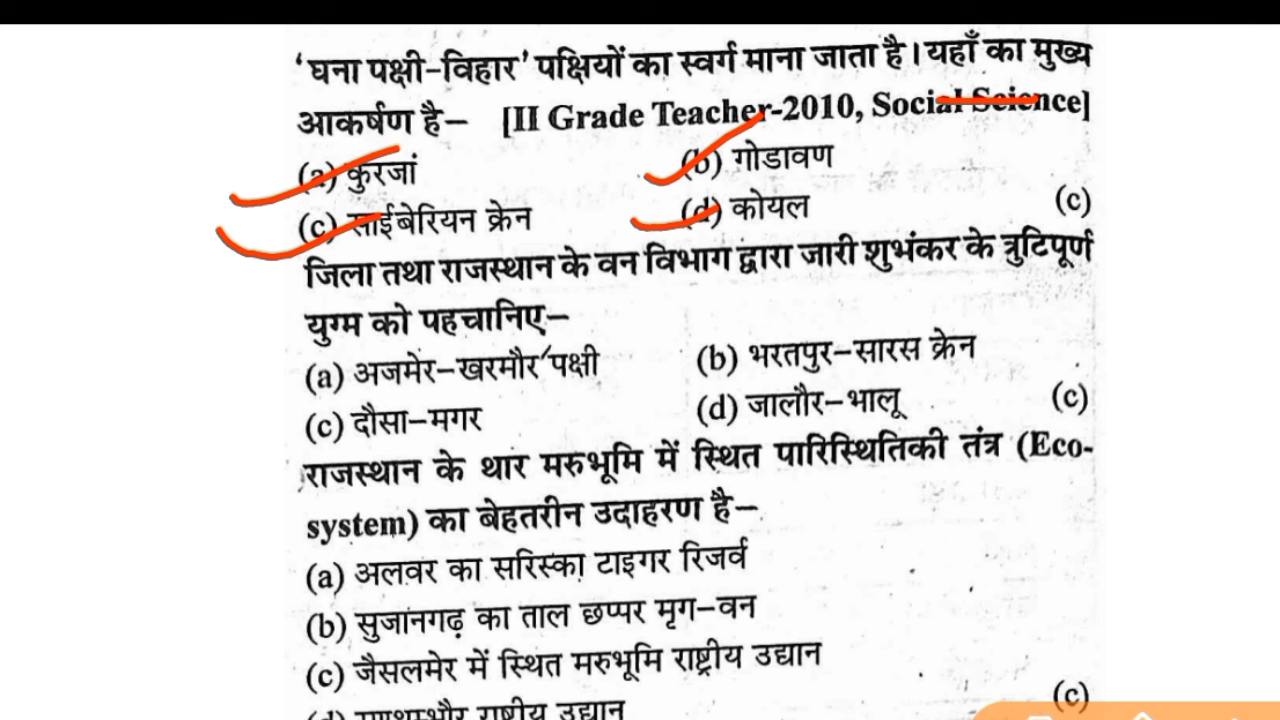 ‘घना पक्षी-विहार’ पक्षियों का स्वर्ग माना जाता है। यहाँ का मुख्य
आकर्षण है– [II Grade Teacher-2010, Social Science]
(a) कुरजां (b) गोडावण
(c) साईबेरियन क्रेन (d) कोयल (c)
जिला तथा राजस्थान के वन विभाग द्वारा जारी शुभंकर के त्रुटिपूर्ण
युग्म को पहचानिए–
(a) अजमेर–खरमौर पक्षी (b) भरतपुर–सारस क्रेन
(c) दौसा–मगर (d) जालौर–भालू (c)
राजस्थान के थार मरुभूमि में स्थित पारिस्थितिकी तंत्र (Eco-
system) का बेहतरीन उदाहरण है–
(a) अलवर का सरिस्का टाइगर रिजर्व
(b) सुजानगढ़ का ताल छप्पर मृग–वन
(c) जैसलमेर में स्थित मरुभूमि राष्ट्रीय उद्यान
(d) रणथम्भौर राष्ट्रीय उद्यान (c)